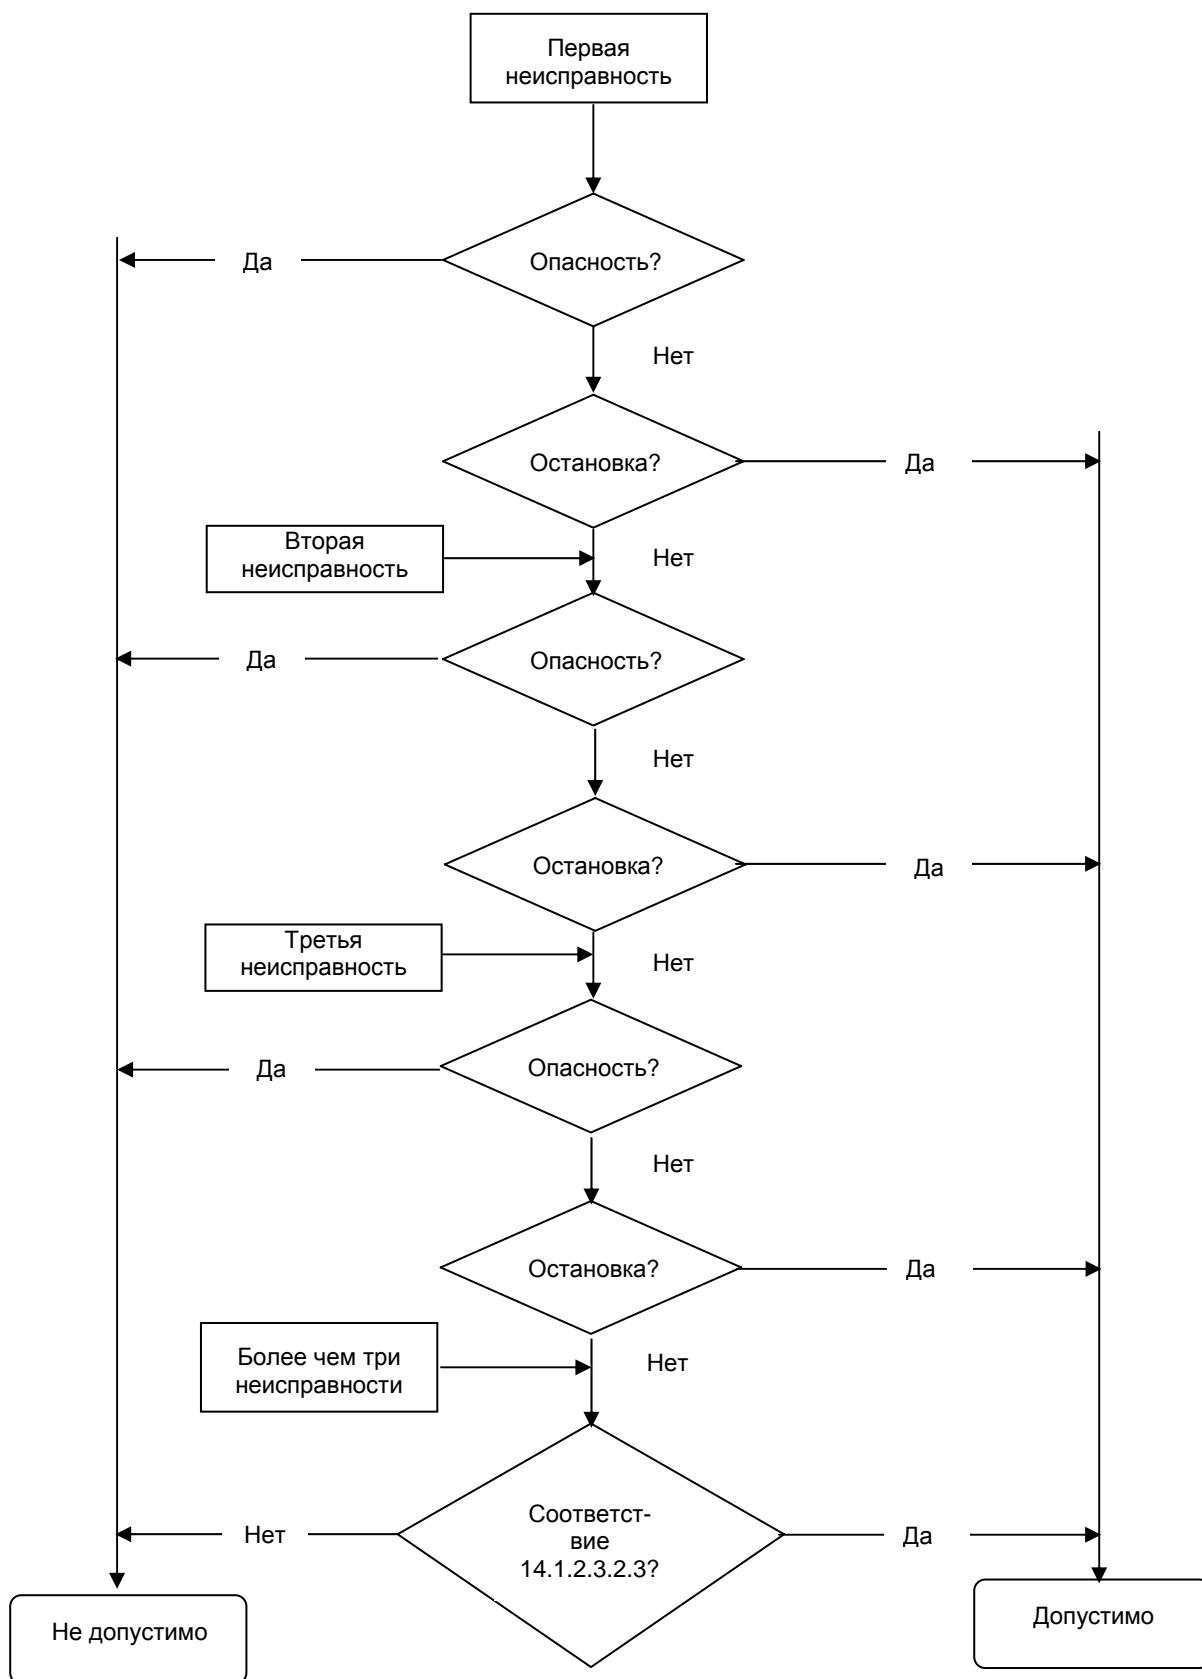 Первая
неисправность
Да
Опасность?
Нет
Остановка?
Да
Вторая
неисправность
Нет
Да
Опасность?
Нет
Остановка?
Да
Третья
неисправность
Нет
Да
Опасность?
Нет
Остановка?
Да
Более чем три
неисправности
Нет
Нет
Соответст-
вие
14.1.2.3.2.3?
Да
Не допустимо
Допустимо